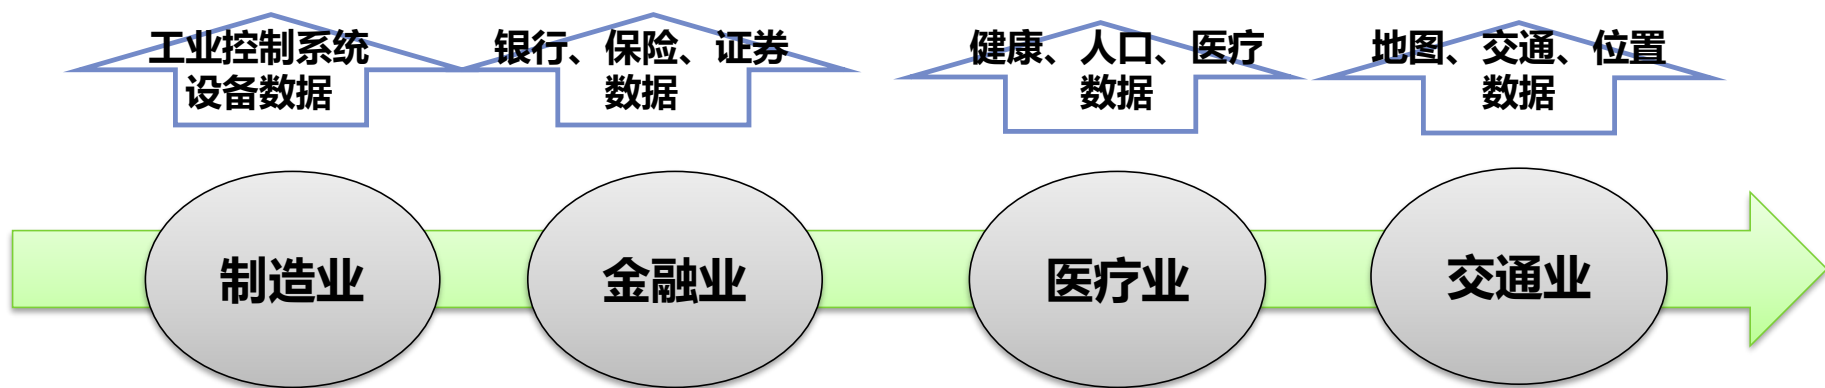 工业控制系统
设备数据
银行、保险、证券
数据
健康、人口、医疗
数据
地图、交通、位置
数据
制造业
金融业
医疗业
交通业